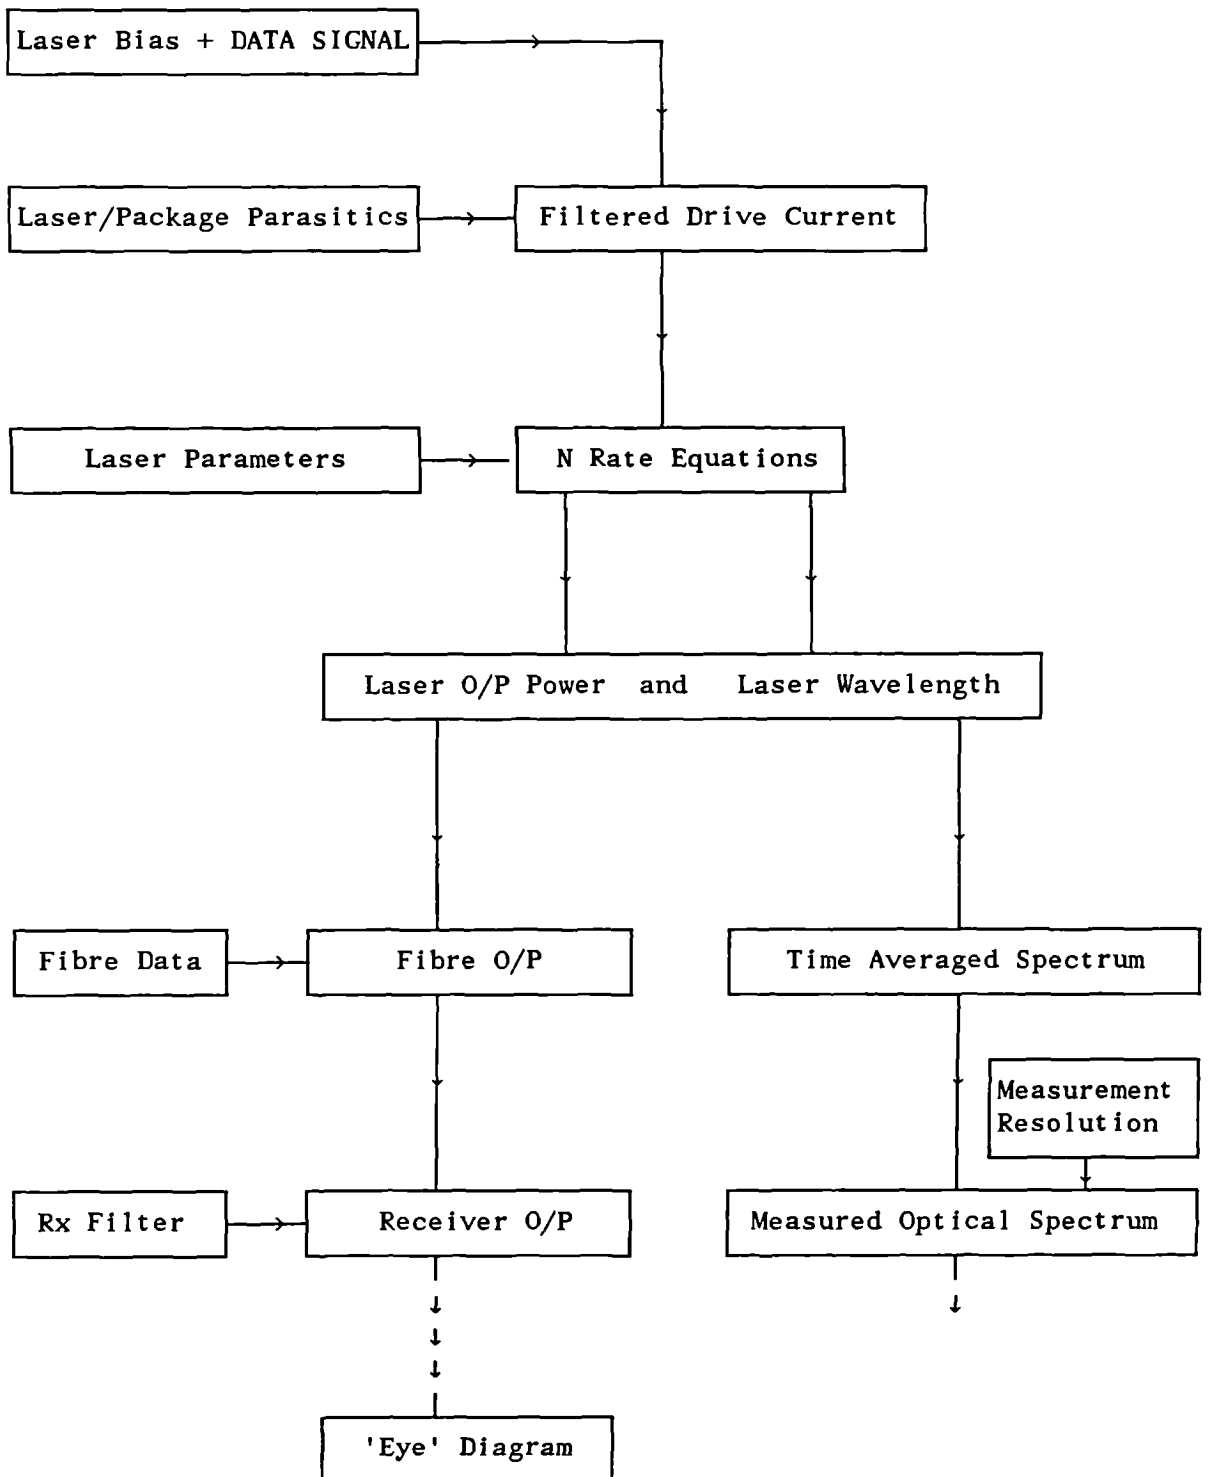 Laser Bias + DATA SIGNAL
Laser/Package Parasitics
Filtered Drive Current
Laser Parameters
N Rate Equations
Laser O/P Power and Laser Wavelength
Fibre Data
Fibre O/P
Time Averaged Spectrum
Measurement
Resolution
Rx Filter
Receiver O/P
Measured Optical Spectrum
'Eye' Diagram